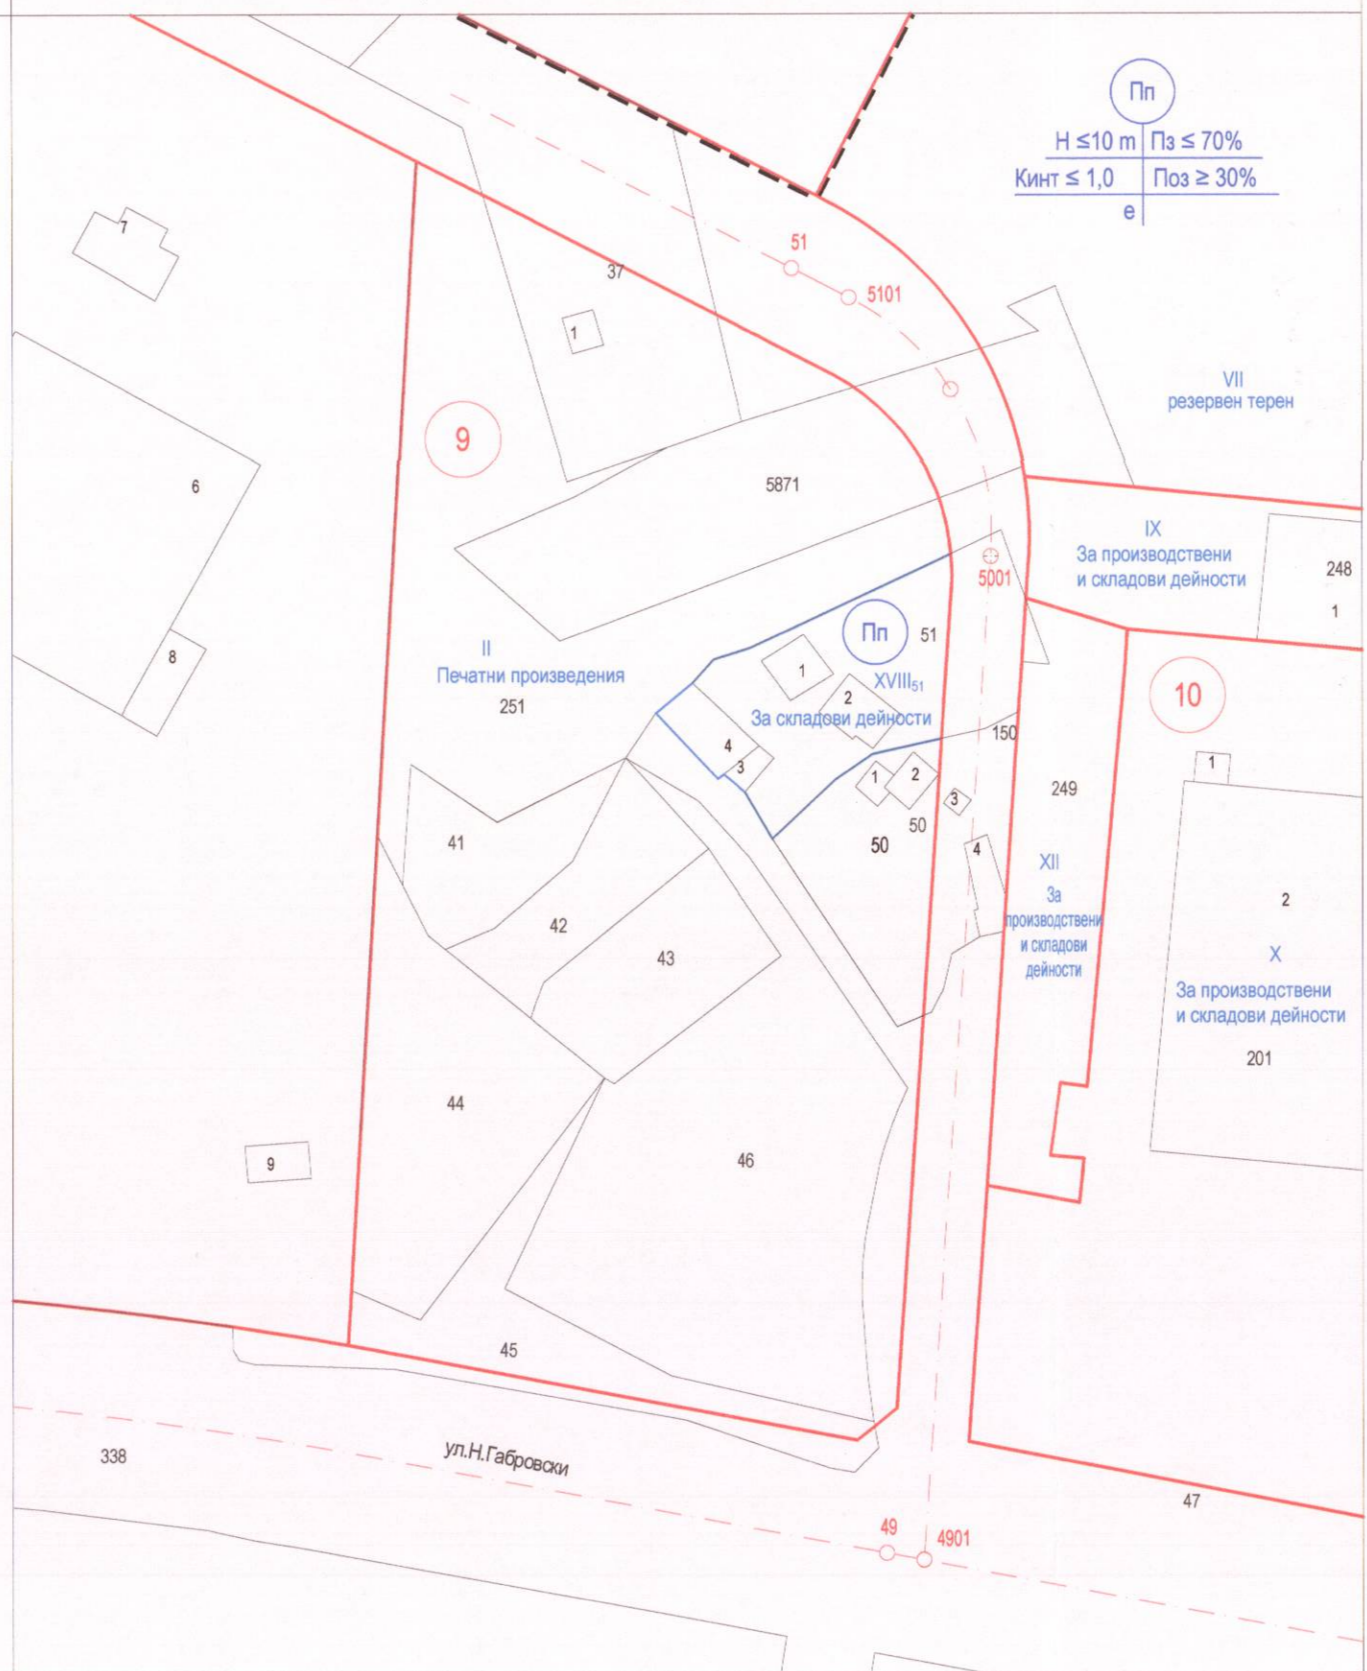 Пп
H ≤10 m Пз ≤ 70%
Кинт ≤ 1,0 Поз ≥ 30%
е
7
51
37
5101
1
VII
резервен терен
9
6
5871
IX
За производствени
и складови дейности
248
5001
1
Пп
51
II
Печатни произведения
251
8
1
XVIII51
2
За складови дейности
10
150
4
3
1
1
2
249
3
50
50
4
41
XII
За
производствени
и складови
дейности
2
42
43
X
За производствени
и складови дейности
201
44
9
46
45
ул.Н.Габровски
338
47
49
4901